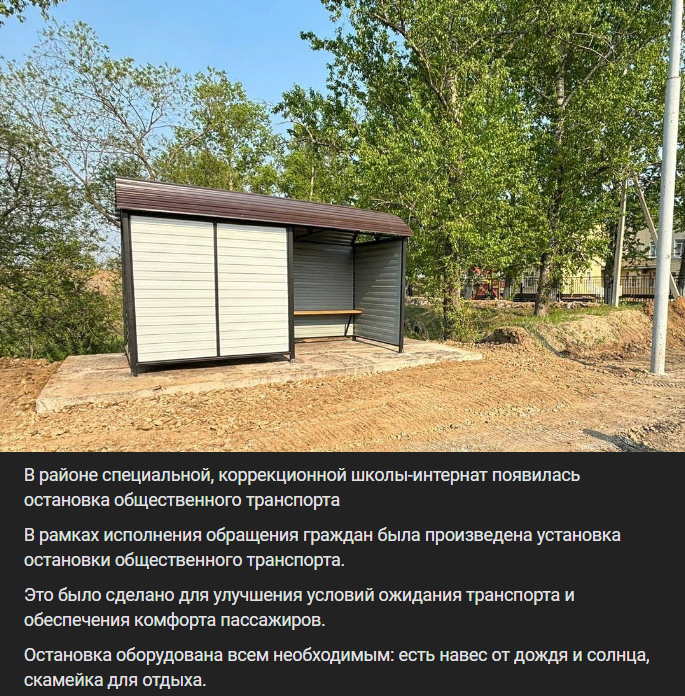 В районе специальной, коррекционной школы-интернат появилась
остановка общественного транспорта
В рамках исполнения обращения граждан была произведена установка
остановки общественного транспорта.
Это было сделано для улучшения условий ожидания транспорта и
обеспечения комфорта пассажиров.
Остановка оборудована всем необходимым: есть навес от дождя и солнца,
скамейка для отдыха.